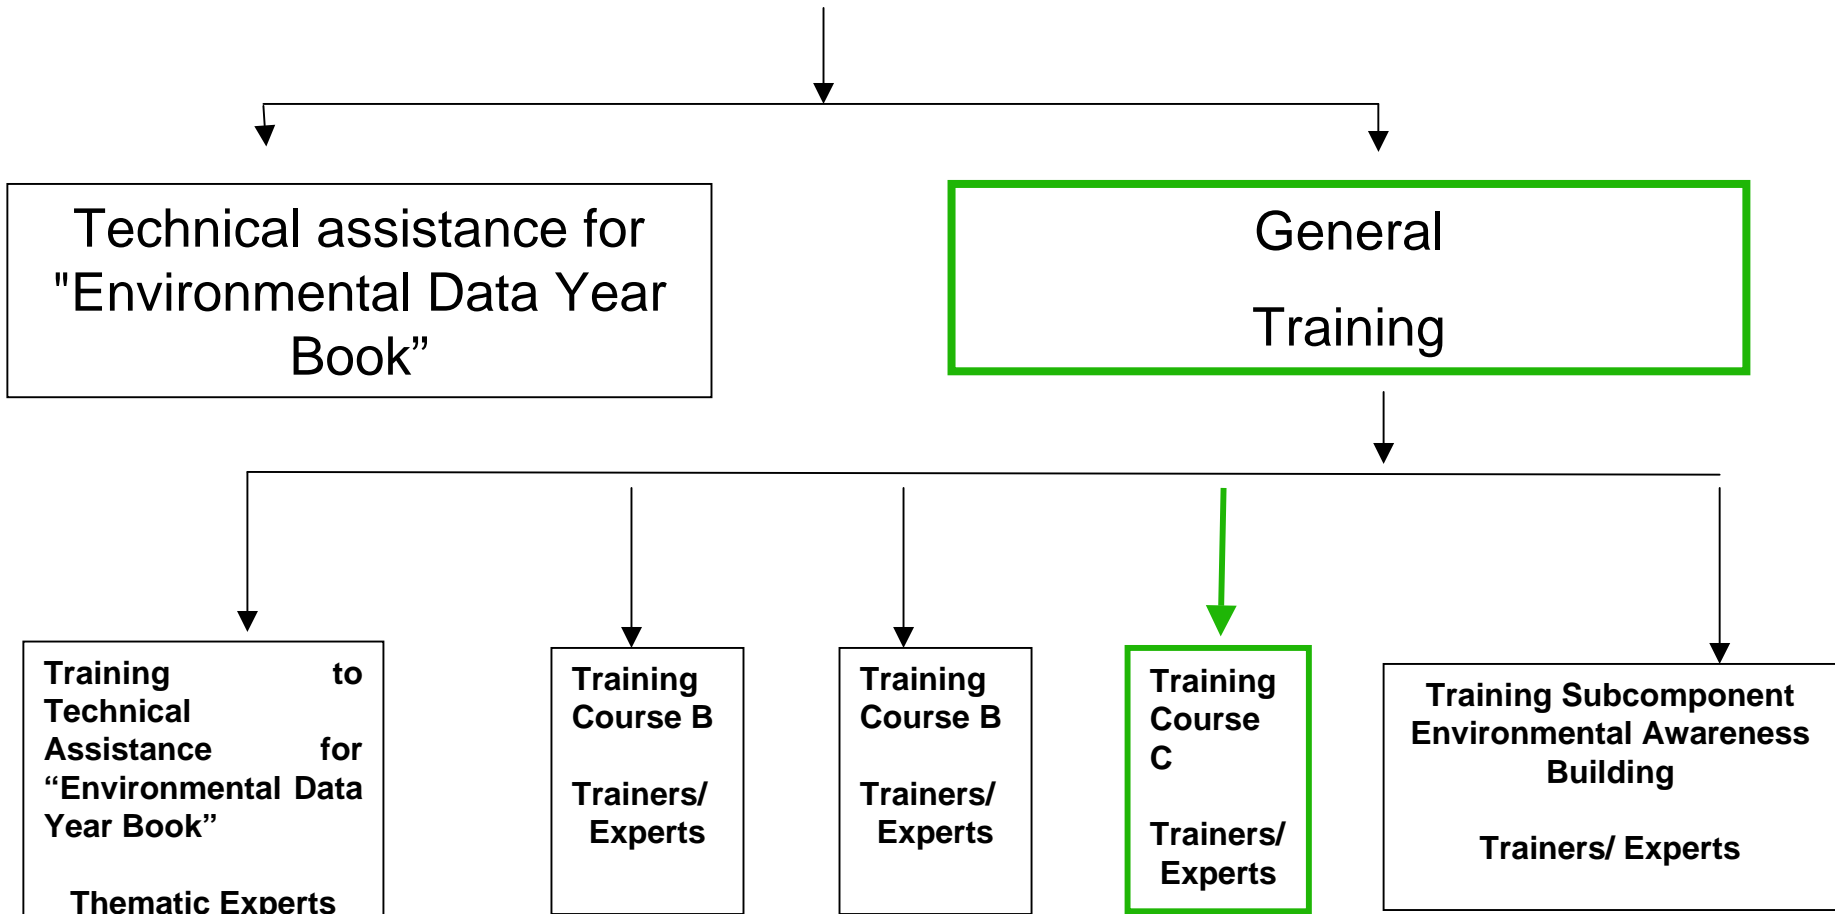 Technical assistance for
"Environmental Data Year
Book”
General
Training
Training to
Technical
Assistance for
“Environmental Data
Year Book”
Thematic Experts
Training
Course B
Trainers/
Experts
Training
Course B
Trainers/
Experts
Training
Course
C
Trainers/
Experts
Training Subcomponent
Environmental Awareness
Building
Trainers/ Experts